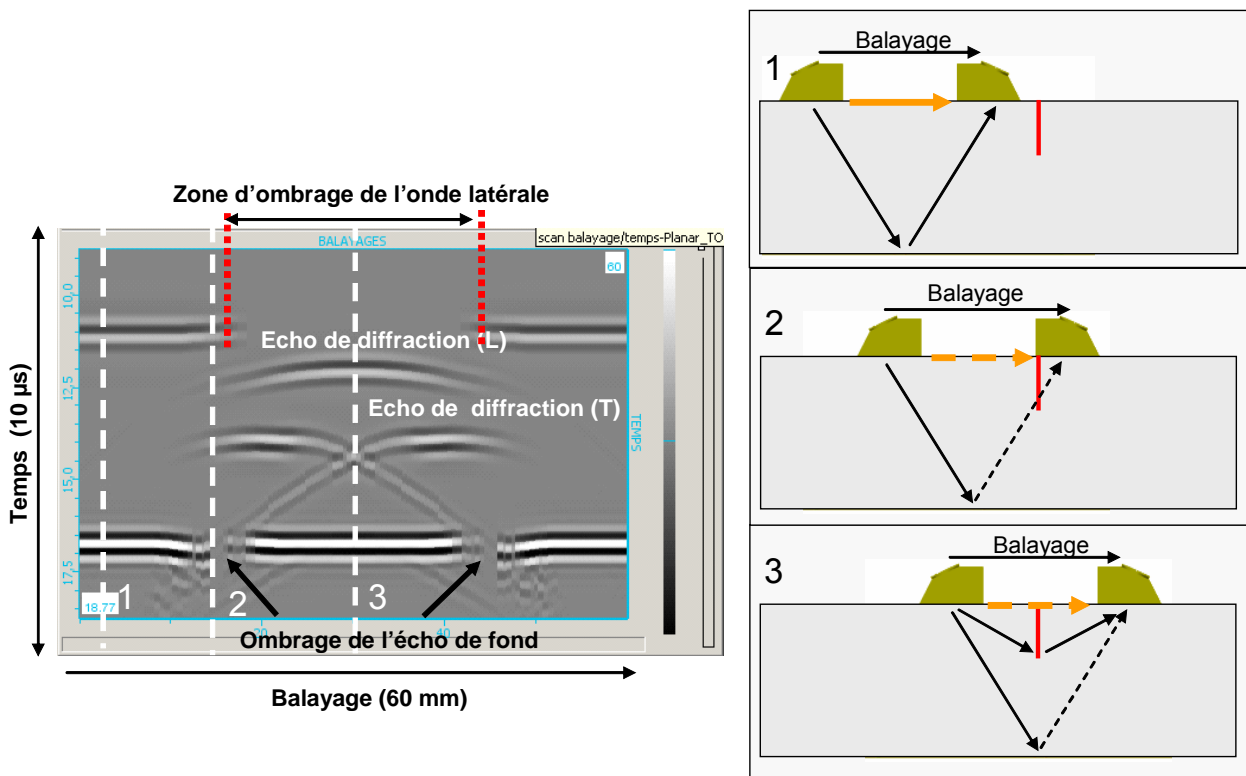 Zone d'ombrage de l'onde latérale
scan balayage/temps-Planar_TO
BALAYAGES
60
10,0
Echo de diffraction (L)
12,5
Echo de diffraction (T)
TEMPS
Temps (10 µs)
15,0
17,5
18.77
1
2
3
20
40
Ombrage de l'écho de fond
Balayage (60 mm)
1
Balayage
2
Balayage
3
Balayage